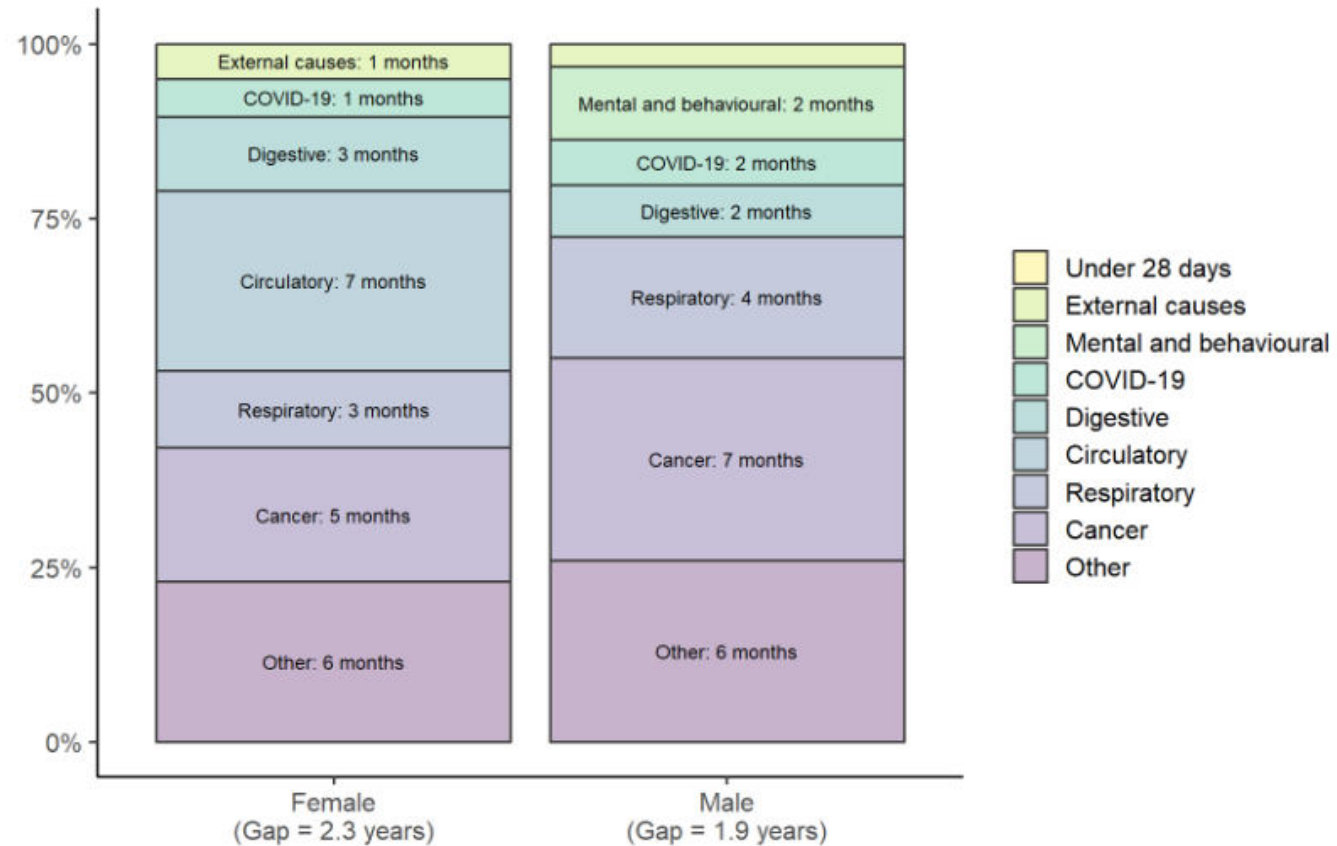 100%
75%
50%
25%
0%
External causes: 1 months
COVID-19: 1 months
Digestive: 3 months
Circulatory: 7 months
Respiratory: 3 months
Cancer: 5 months
Other: 6 months
Mental and behavioural: 2 months
COVID-19: 2 months
Digestive: 2 months
Respiratory: 4 months
Cancer: 7 months
Other: 6 months
Female
(Gap = 2.3 years)
Male
(Gap = 1.9 years)
Under 28 days
External causes
Mental and behavioural
COVID-19
Digestive
Circulatory
Respiratory
Cancer
Other